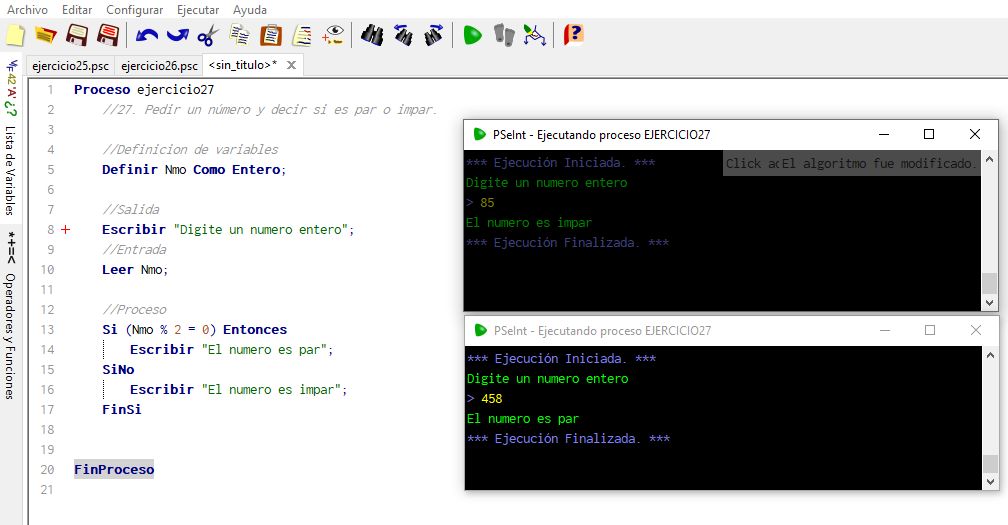 Archivo Editar Configurar Ejecutar Ayuda
ejercicio25.psc ejercicio26.psc <sin_titulo>*
42 'A' ¿?
Lista de Variables
*+=<
Operadores y Funciones
1 Proceso ejercicio27
2 //27. Pedir un número y decir si es par o impar.
3
4 //Definicion de variables
5 Definir Nmo Como Entero;
6
7 //Salida
8 + Escribir "Digite un numero entero";
9 //Entrada
10 Leer Nmo;
11
12 //Proceso
13 Si (Nmo % 2 = 0) Entonces
14 Escribir "El numero es par";
15 SiNo
16 Escribir "El numero es impar";
17 FinSi
18
19
20 FinProceso
21
PSeInt - Ejecutando proceso EJERCICIO27
*** Ejecución Iniciada. ***
Click acEl algoritmo fue modificado.
Digite un numero entero
> 85
El numero es impar
*** Ejecución Finalizada. ***
PSeInt - Ejecutando proceso EJERCICIO27
*** Ejecución Iniciada. ***
Digite un numero entero
> 458
El numero es par
*** Ejecución Finalizada. ***